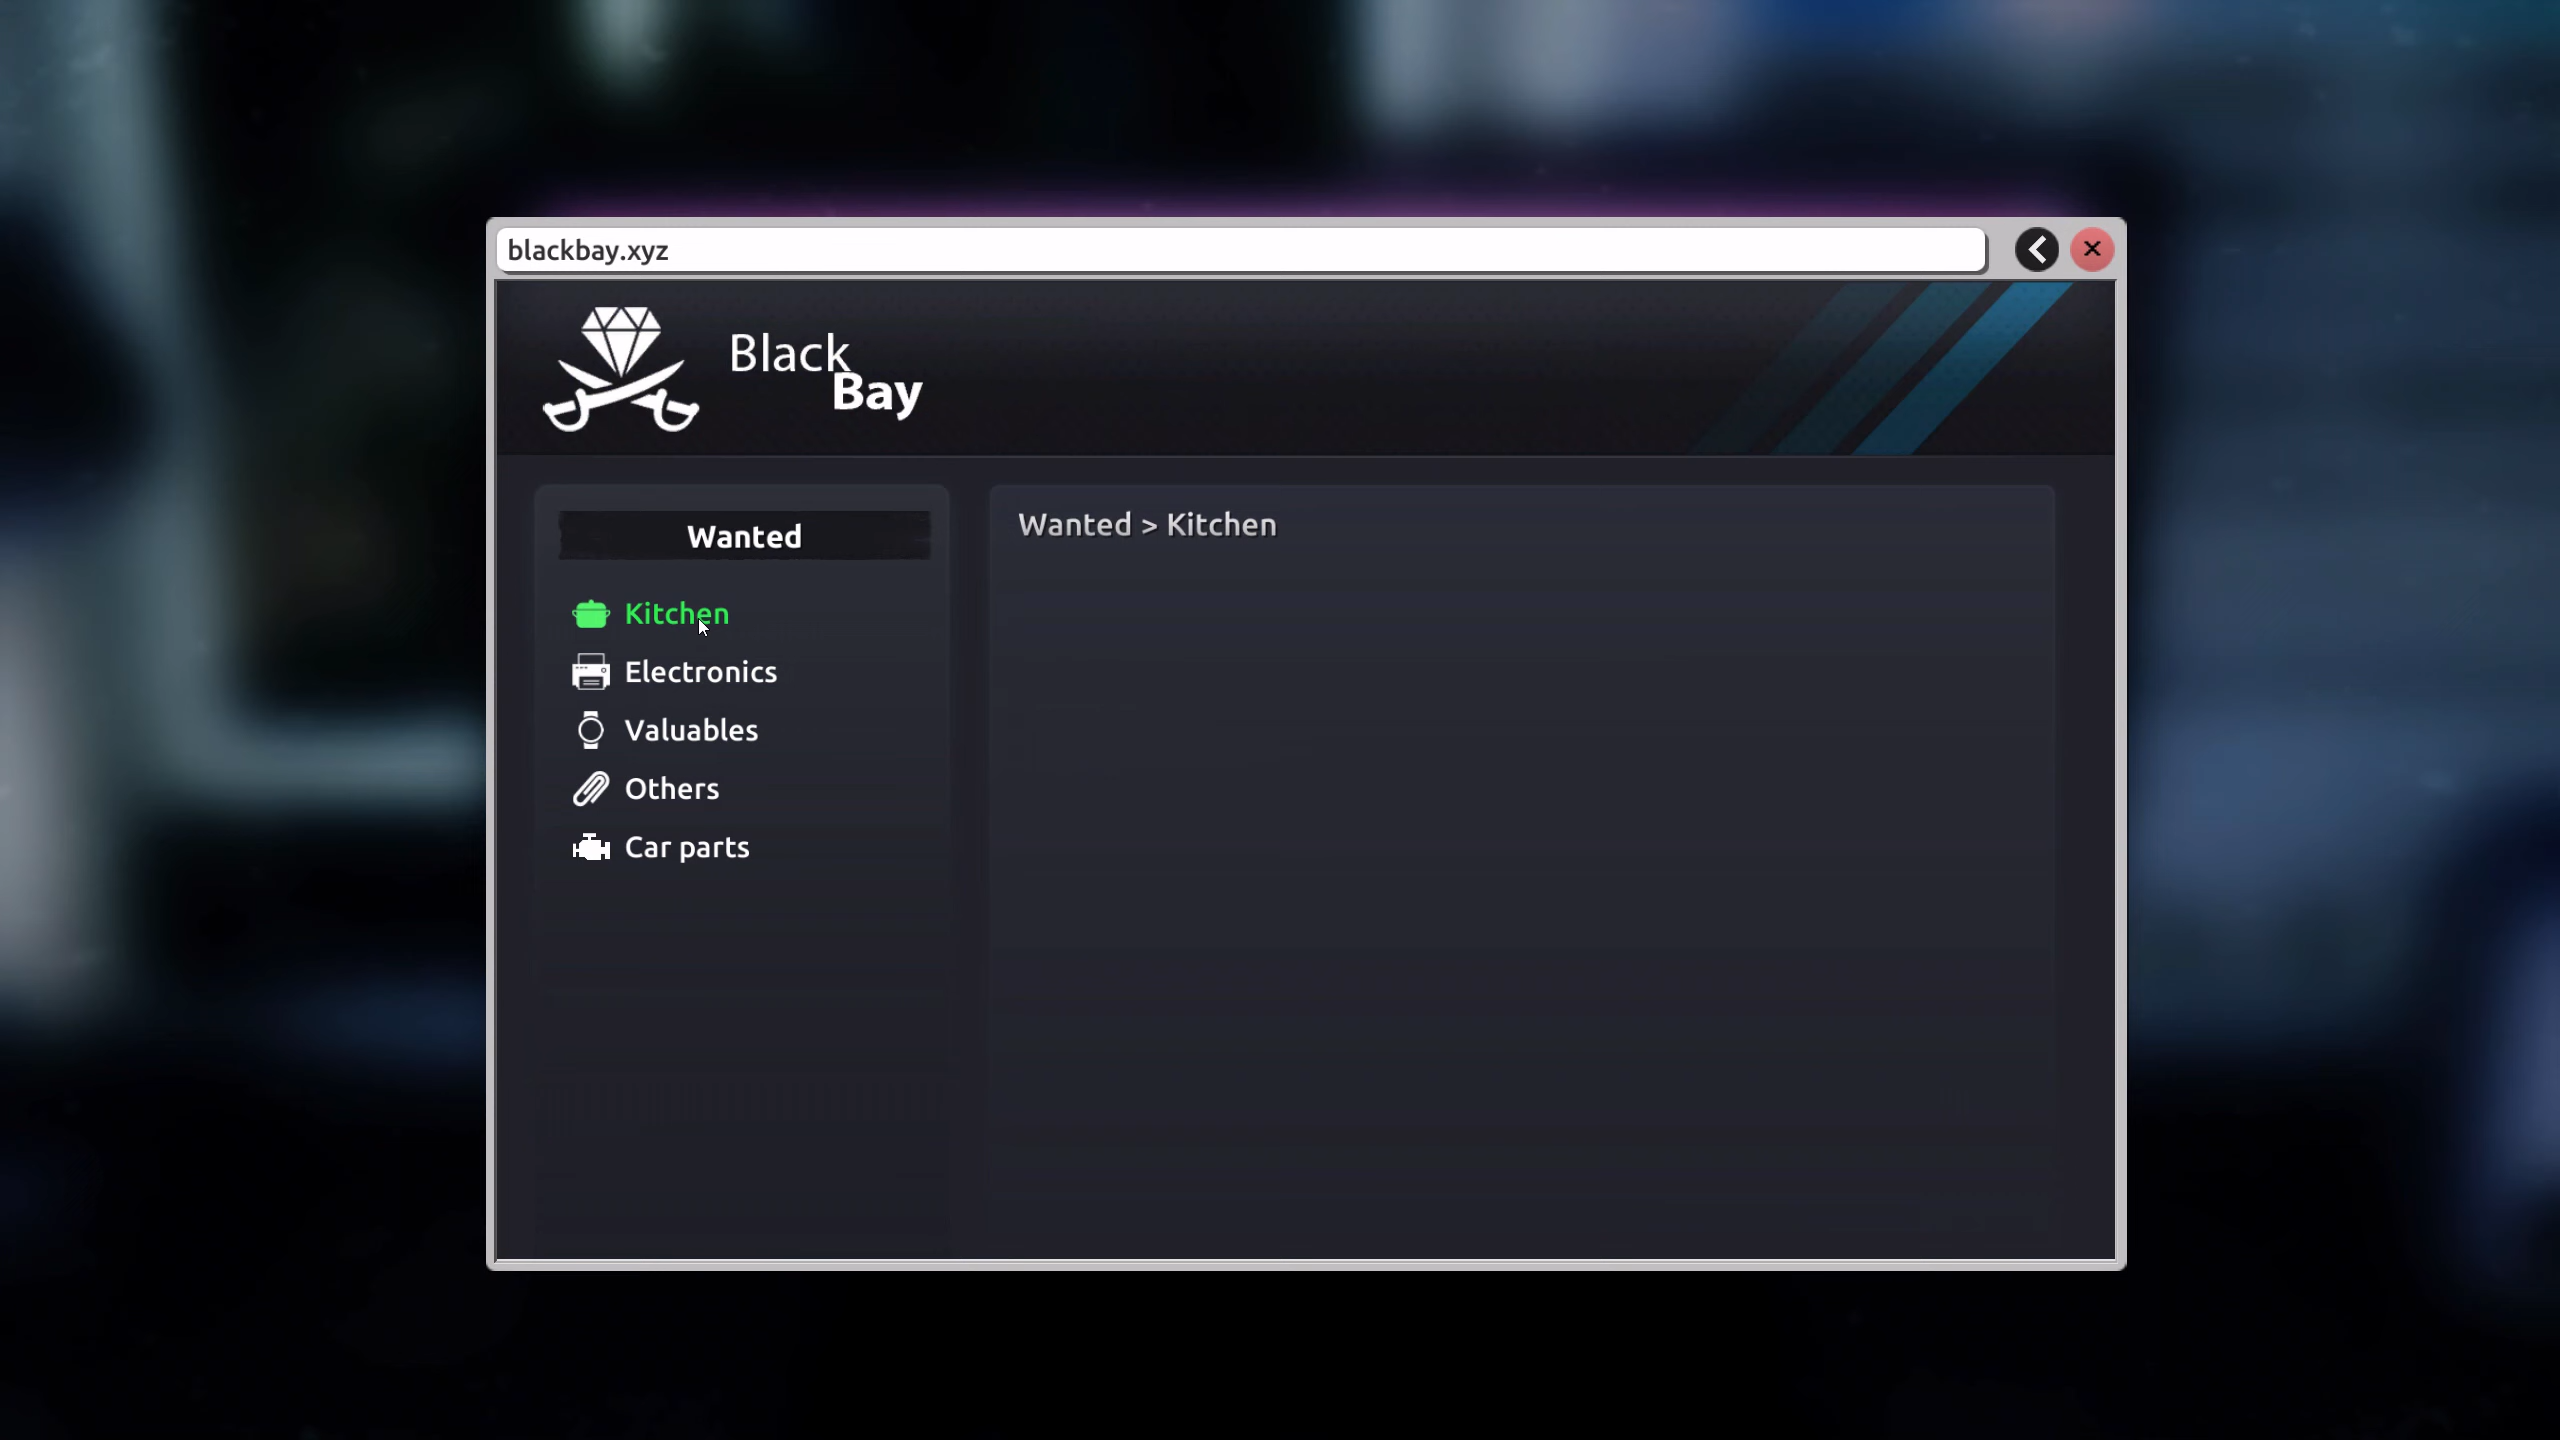 blackbay.xyz
Black
Bay
Wanted
Kitchen
Electronics
Valuables
Others
Car parts
Wanted > Kitchen